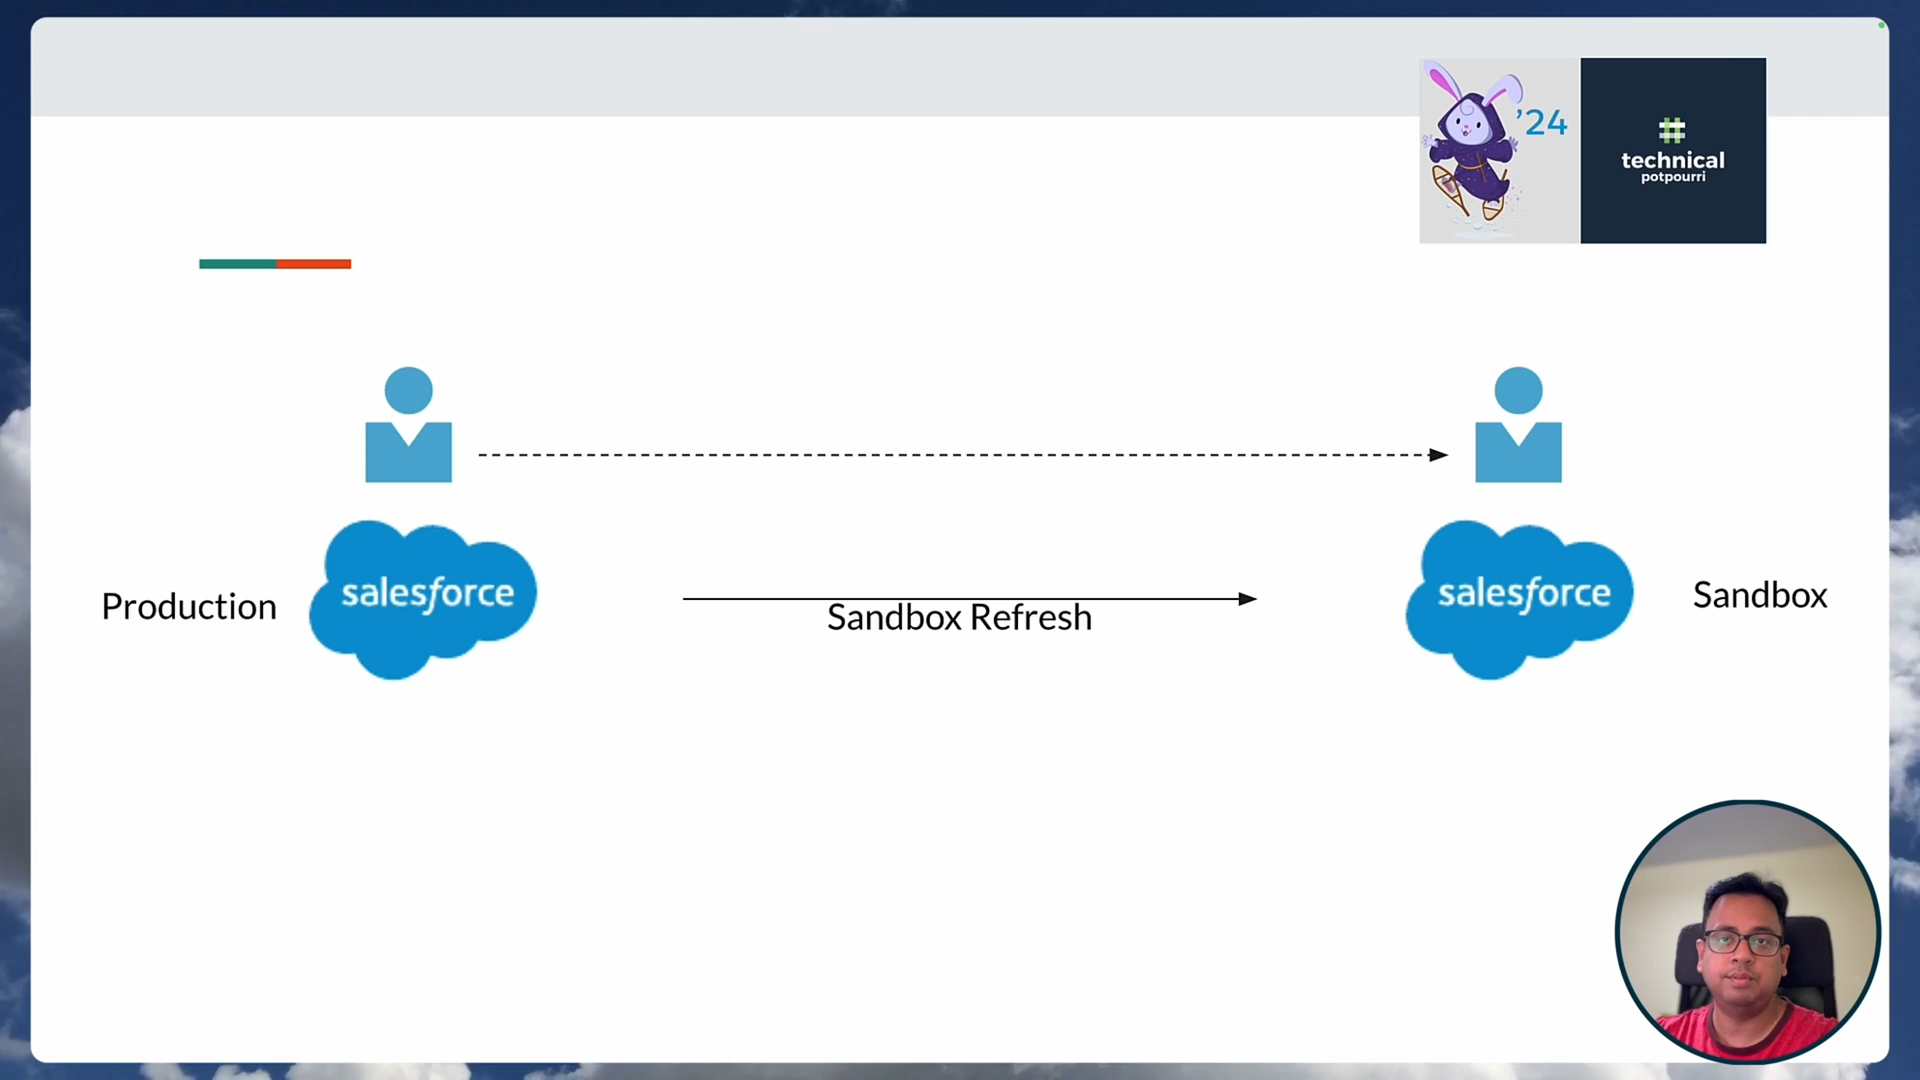 ’24
technical
potpourri
salesforce
salesforce
Production
Sandbox Refresh
Sandbox